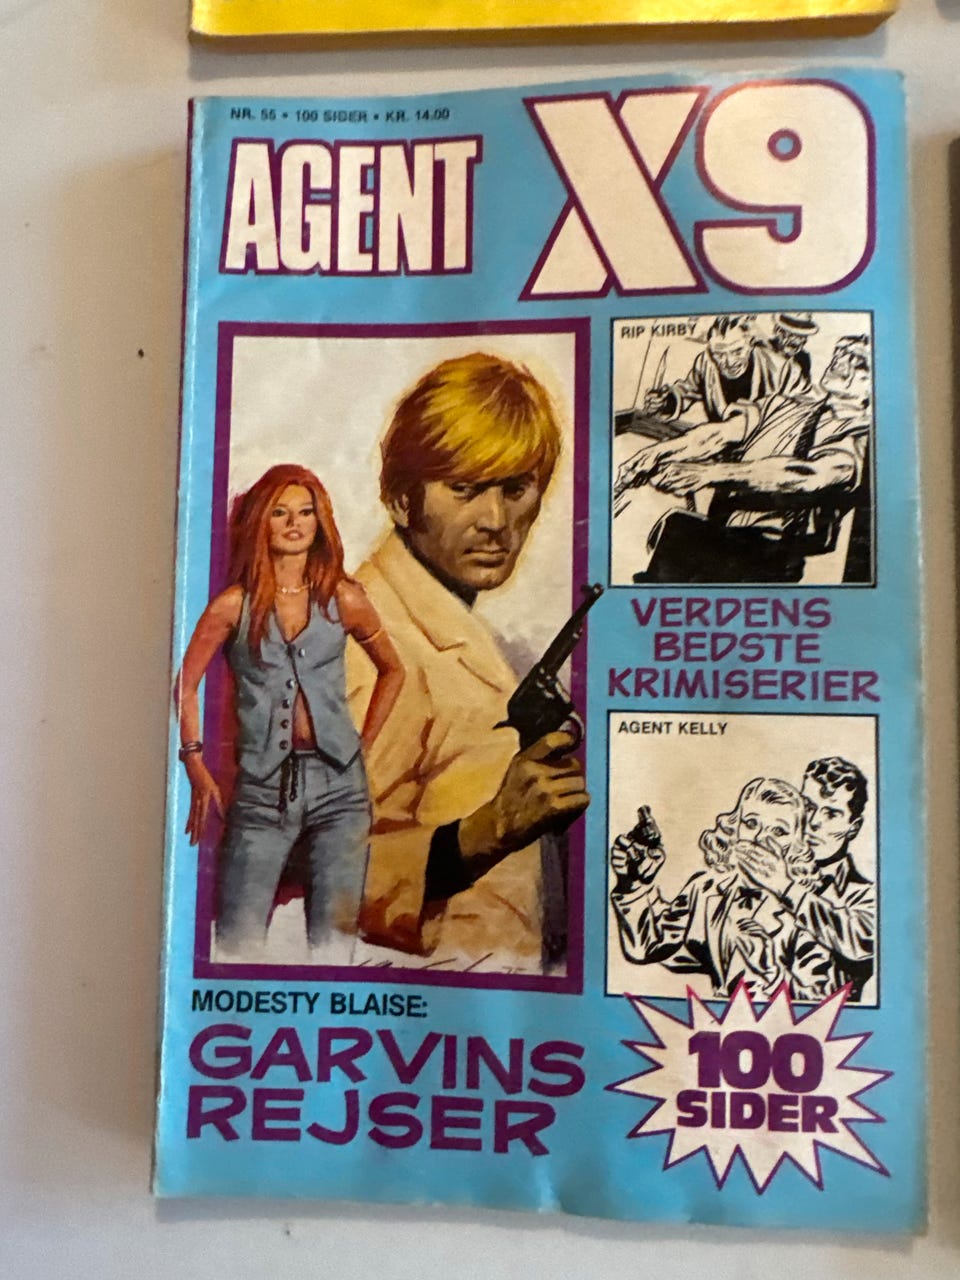 NR. 55 • 100 SIDER • KR. 14.00
AGENT X9
RIP KIRBY
VERDENS
BEDSTE
KRIMISERIER
AGENT KELLY
MODESTY BLAISE:
GARVINS
REJSER
100
SIDER